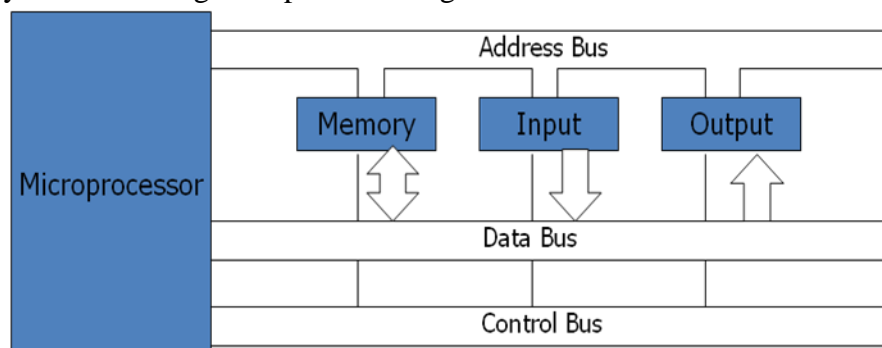 Address Bus
Memory
Input
Output
Microprocessor
Data Bus
Control Bus